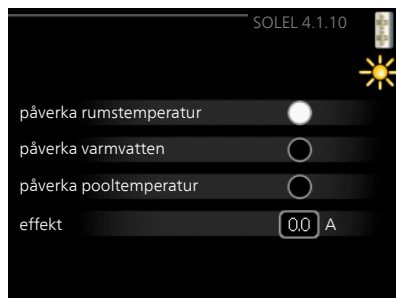 SOLEL 4.1.10
påverka rumstemperatur
påverka varmvatten
påverka pooltemperatur
effekt 0.0 A